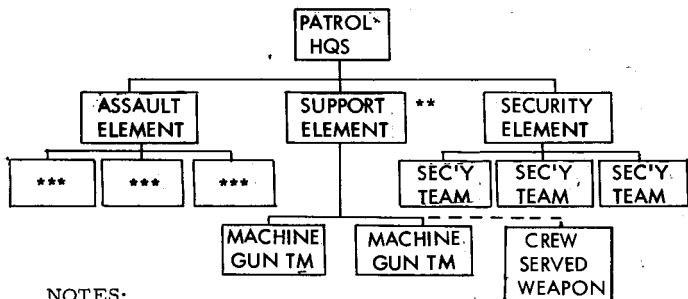 PATROL
HQS
ASSAULT
ELEMENT
SUPPORT
ELEMENT
**
SECURITY
ELEMENT
***
***
***
SEC'Y
TEAM
SEC'Y
TEAM
SEC'Y
TEAM
MACHINE
GUN TM
MACHINE
GUN TM
CREW
SERVED
WEAPON
NOTES: